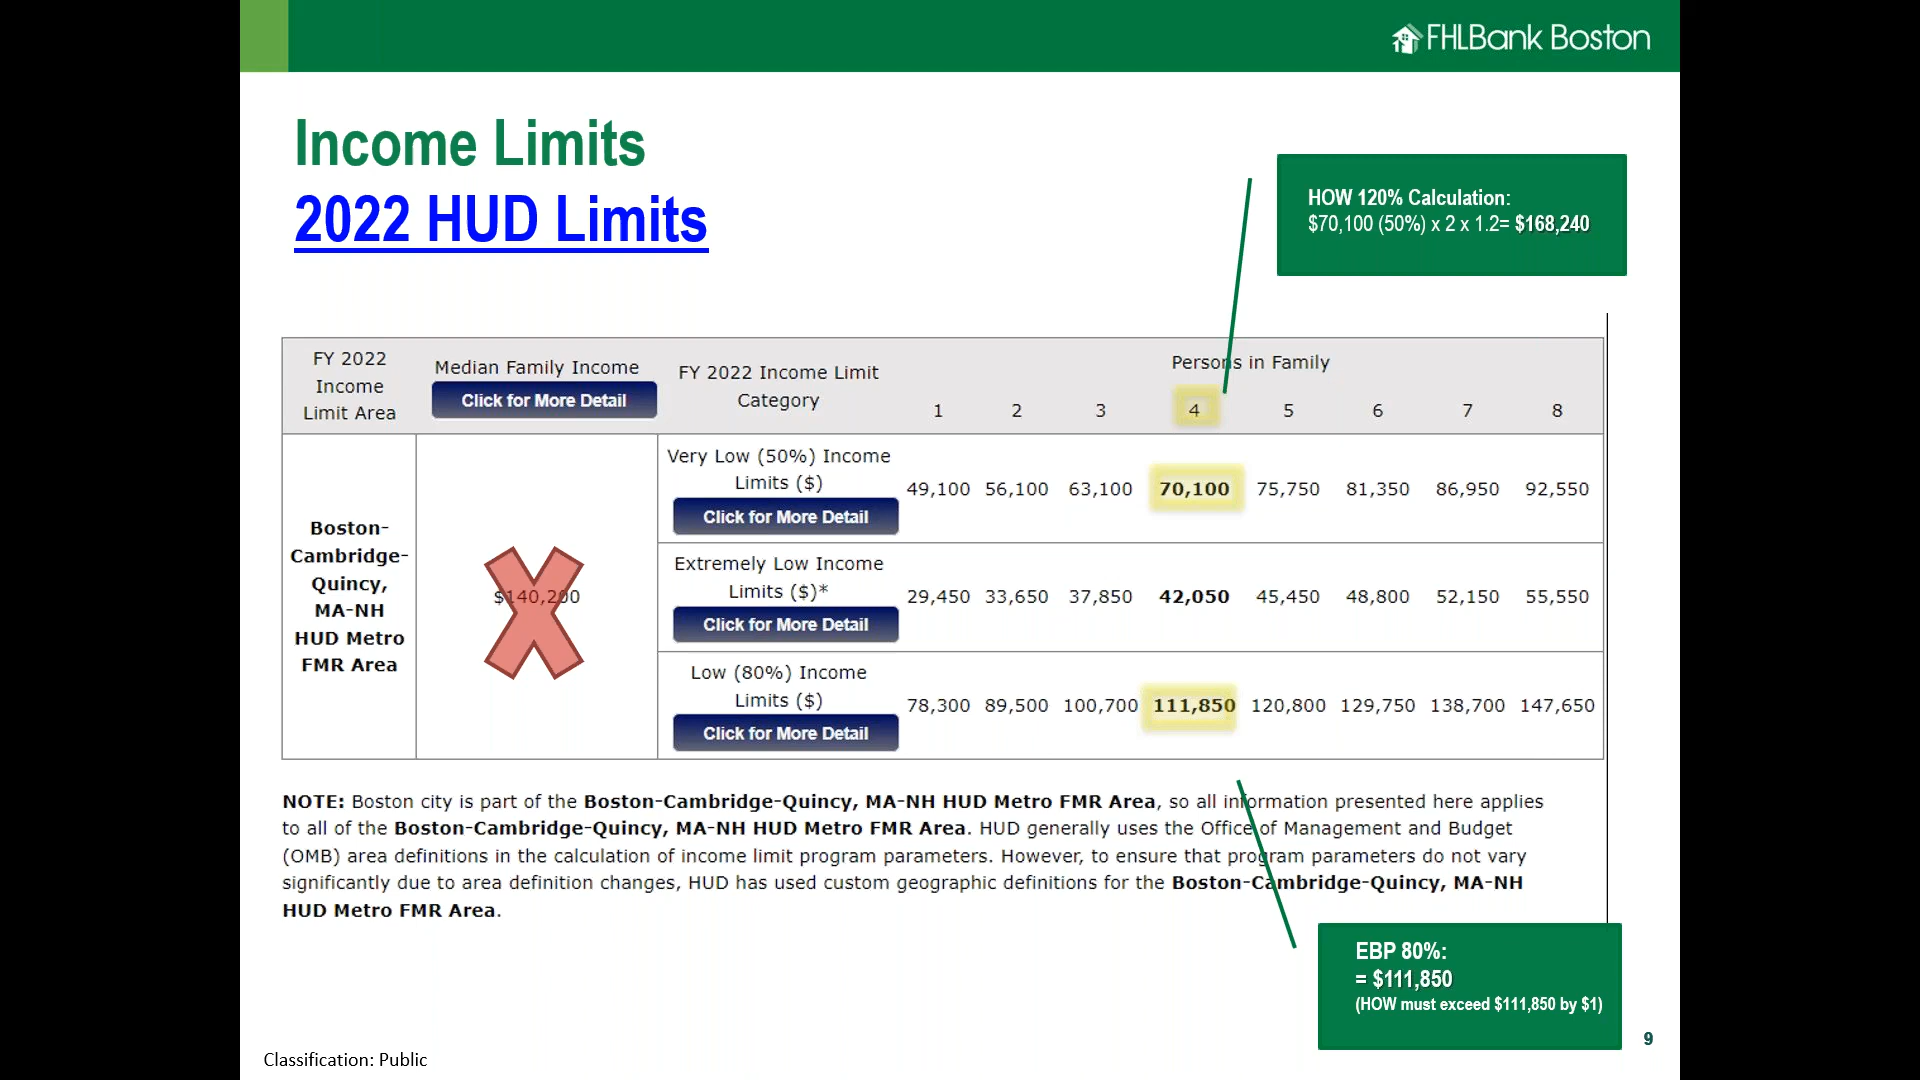 FHLBank Boston
Income Limits
2022 HUD Limits
HOW 120% Calculation:
$70,100 (50%) x 2 x 1.2= $168,240
FY 2022
Income
Limit Area
Median Family Income
Click for More Detail
FY 2022 Income Limit
Category
Persons in Family
1 2 3 4 5 6 7 8
Boston-
Cambridge-
Quincy,
MA-NH
HUD Metro
FMR Area
$140,200
Very Low (50%) Income
Limits ($)
Click for More Detail
49,100 56,100 63,100 70,100 75,750 81,350 86,950 92,550
Extremely Low Income
Limits ($)*
Click for More Detail
29,450 33,650 37,850 42,050 45,450 48,800 52,150 55,550
Low (80%) Income
Limits ($)
Click for More Detail
78,300 89,500 100,700 111,850 120,800 129,750 138,700 147,650
NOTE: Boston city is part of the Boston-Cambridge-Quincy, MA-NH HUD Metro FMR Area, so all information presented here applies
to all of the Boston-Cambridge-Quincy, MA-NH HUD Metro FMR Area. HUD generally uses the Office of Management and Budget
(OMB) area definitions in the calculation of income limit program parameters. However, to ensure that program parameters do not vary
significantly due to area definition changes, HUD has used custom geographic definitions for the Boston-Cambridge-Quincy, MA-NH
HUD Metro FMR Area.
EBP 80%:
= $111,850
(HOW must exceed $111,850 by $1)
9
Classification: Public